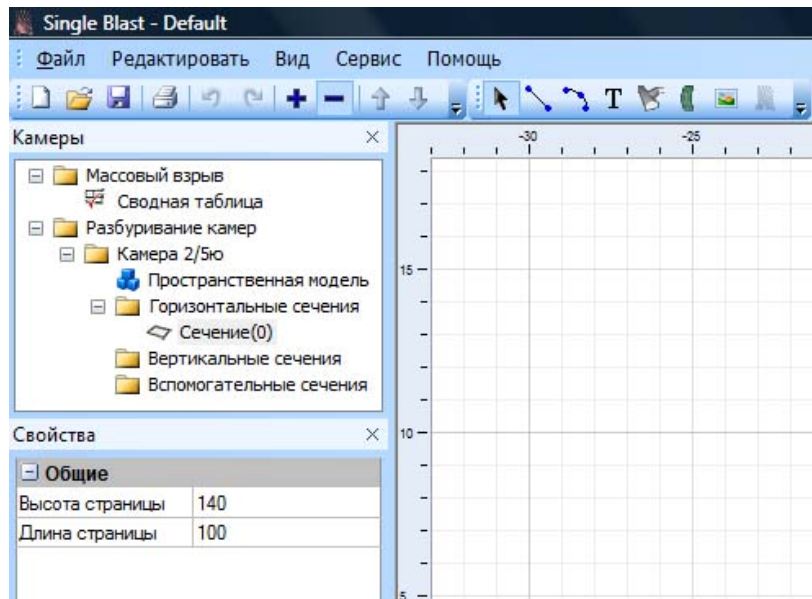 Single Blast - Default
Файл Редактировать Вид Сервис Помощь
T
Камеры
-30 -25
Массовый взрыв
Сводная таблица
Разбуривание камер
Камера 2/5ю
Пространственная модель
15
Горизонтальные сечения
Сечение(0)
Вертикальные сечения
Вспомогательные сечения
Свойства
10
Общие
Высота страницы 140
Длина страницы 100
5